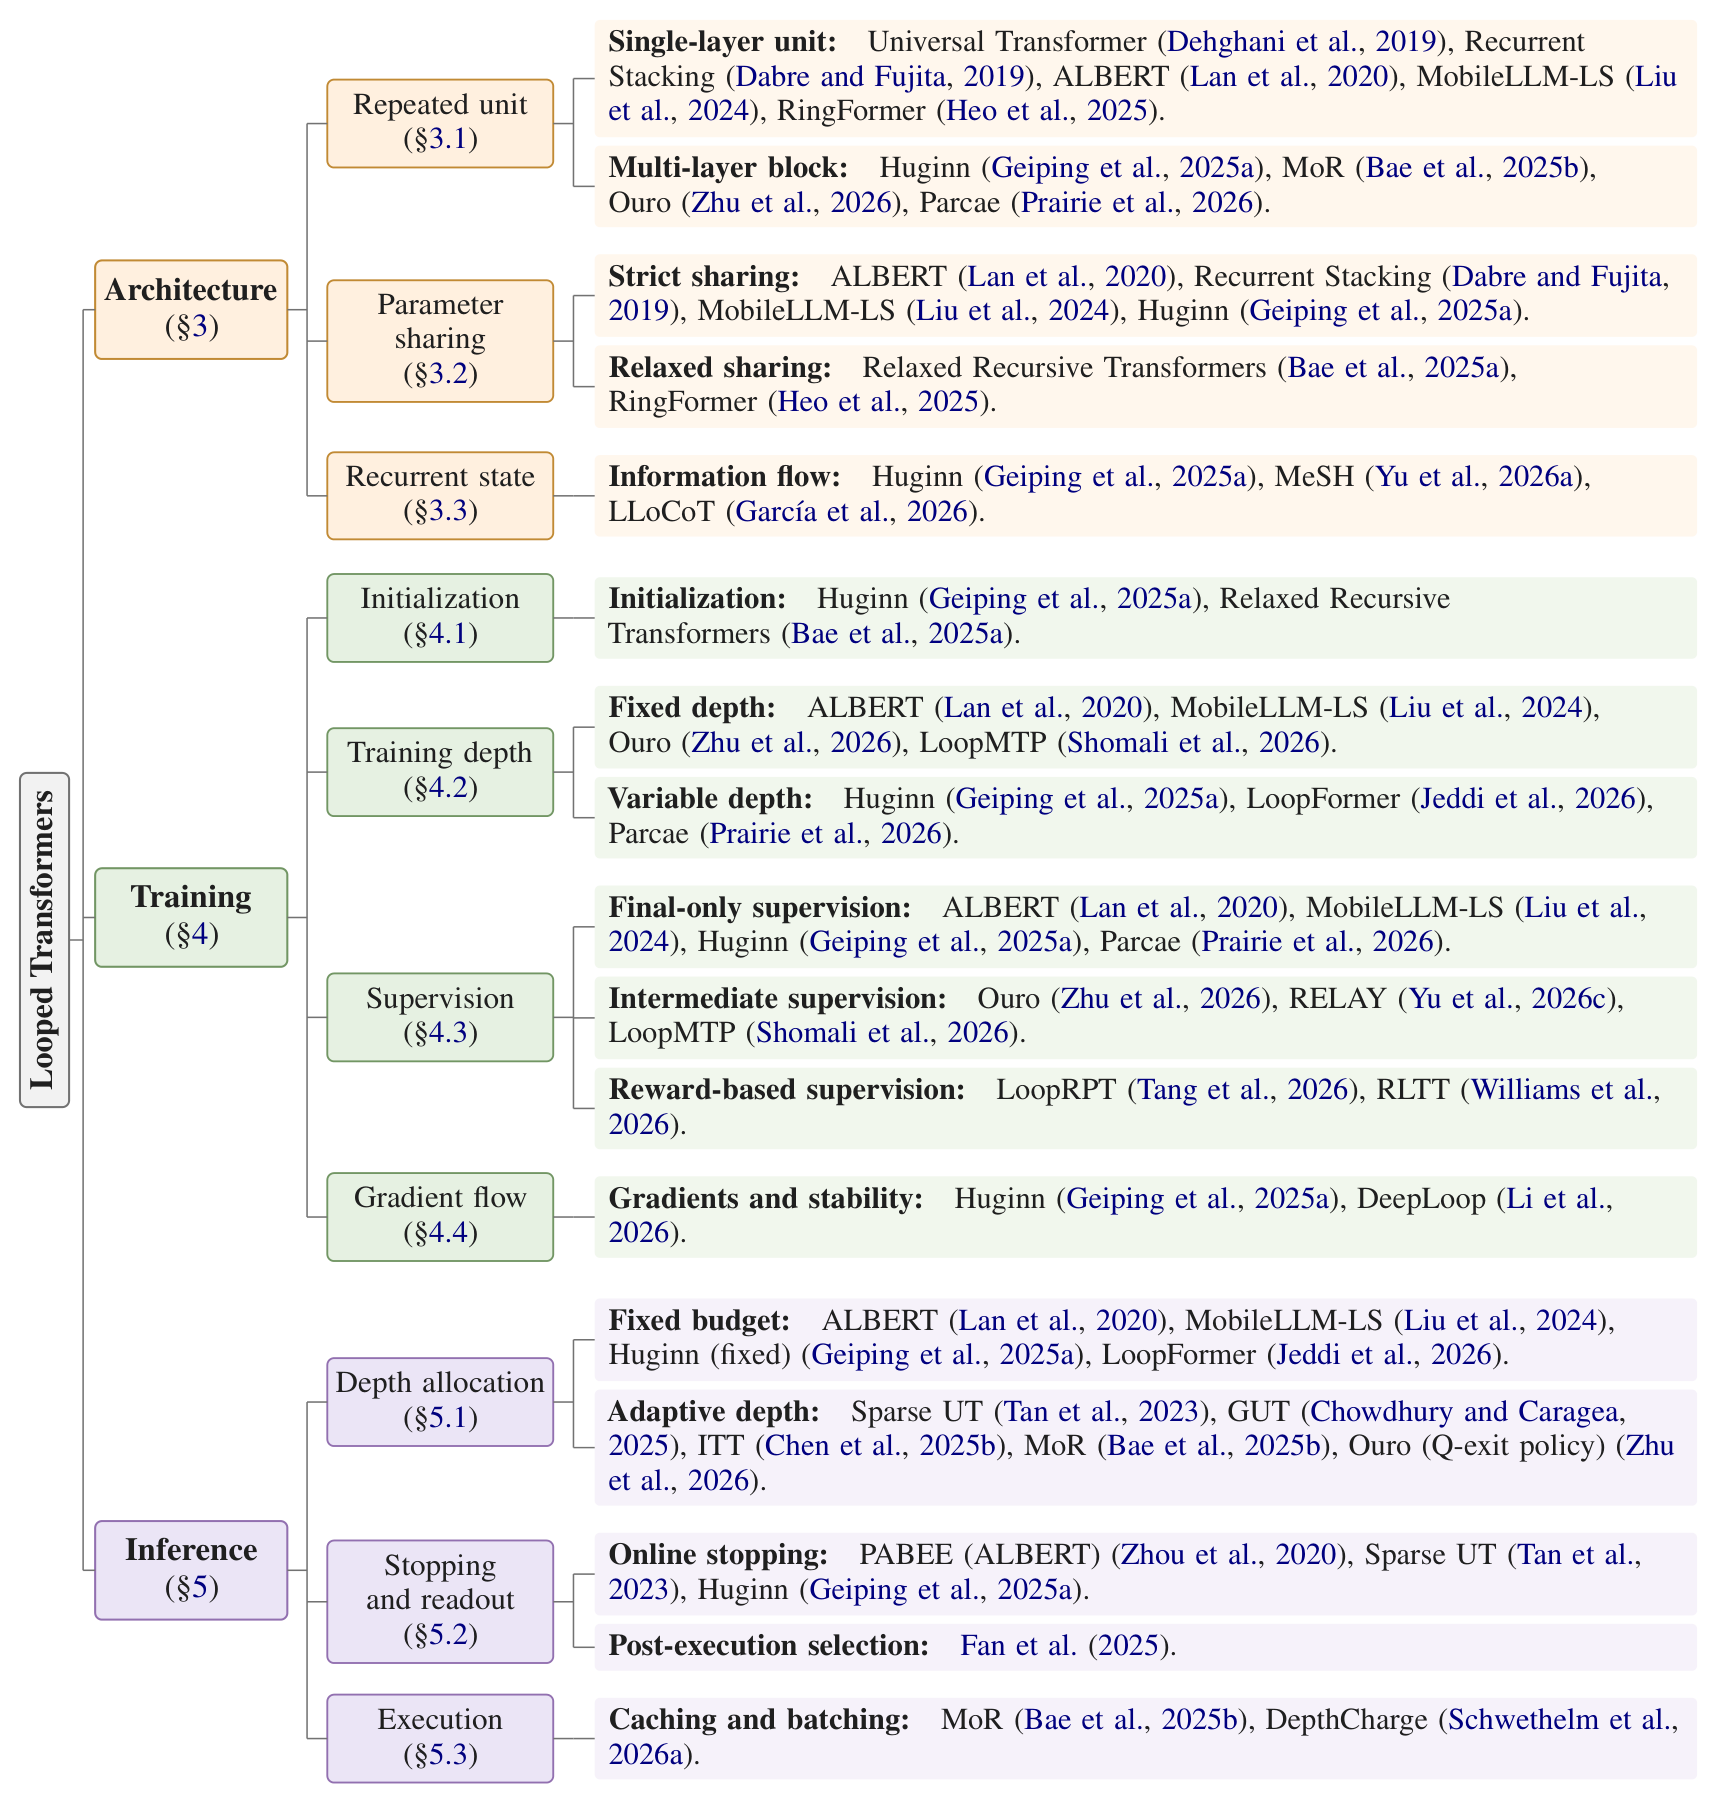 Looped Transformers
Architecture
(§3)
Repeated unit
(§3.1)
Single-layer unit: Universal Transformer (Dehghani et al., 2019), Recurrent
Stacking (Dabre and Fujita, 2019), ALBERT (Lan et al., 2020), MobileLLM-LS (Liu
et al., 2024), RingFormer (Heo et al., 2025).
Multi-layer block: Huginn (Geiping et al., 2025a), MoR (Bae et al., 2025b),
Ouro (Zhu et al., 2026), Parcae (Prairie et al., 2026).
Parameter
sharing
(§3.2)
Strict sharing: ALBERT (Lan et al., 2020), Recurrent Stacking (Dabre and Fujita,
2019), MobileLLM-LS (Liu et al., 2024), Huginn (Geiping et al., 2025a).
Relaxed sharing: Relaxed Recursive Transformers (Bae et al., 2025a),
RingFormer (Heo et al., 2025).
Recurrent state
(§3.3)
Information flow: Huginn (Geiping et al., 2025a), MeSH (Yu et al., 2026a),
LLoCoT (García et al., 2026).
Training
(§4)
Initialization
(§4.1)
Initialization: Huginn (Geiping et al., 2025a), Relaxed Recursive
Transformers (Bae et al., 2025a).
Training depth
(§4.2)
Fixed depth: ALBERT (Lan et al., 2020), MobileLLM-LS (Liu et al., 2024),
Ouro (Zhu et al., 2026), LoopMTP (Shomali et al., 2026).
Variable depth: Huginn (Geiping et al., 2025a), LoopFormer (Jeddi et al., 2026),
Parcae (Prairie et al., 2026).
Supervision
(§4.3)
Final-only supervision: ALBERT (Lan et al., 2020), MobileLLM-LS (Liu et al.,
2024), Huginn (Geiping et al., 2025a), Parcae (Prairie et al., 2026).
Intermediate supervision: Ouro (Zhu et al., 2026), RELAY (Yu et al., 2026c),
LoopMTP (Shomali et al., 2026).
Reward-based supervision: LoopRPT (Tang et al., 2026), RLTT (Williams et al.,
2026).
Gradient flow
(§4.4)
Gradients and stability: Huginn (Geiping et al., 2025a), DeepLoop (Li et al.,
2026).
Inference
(§5)
Depth allocation
(§5.1)
Fixed budget: ALBERT (Lan et al., 2020), MobileLLM-LS (Liu et al., 2024),
Huginn (fixed) (Geiping et al., 2025a), LoopFormer (Jeddi et al., 2026).
Adaptive depth: Sparse UT (Tan et al., 2023), GUT (Chowdhury and Caragea,
2025), ITT (Chen et al., 2025b), MoR (Bae et al., 2025b), Ouro (Q-exit policy) (Zhu
et al., 2026).
Stopping
and readout
(§5.2)
Online stopping: PABEE (ALBERT) (Zhou et al., 2020), Sparse UT (Tan et al.,
2023), Huginn (Geiping et al., 2025a).
Post-execution selection: Fan et al. (2025).
Execution
(§5.3)
Caching and batching: MoR (Bae et al., 2025b), DepthCharge (Schwethelm et al.,
2026a).